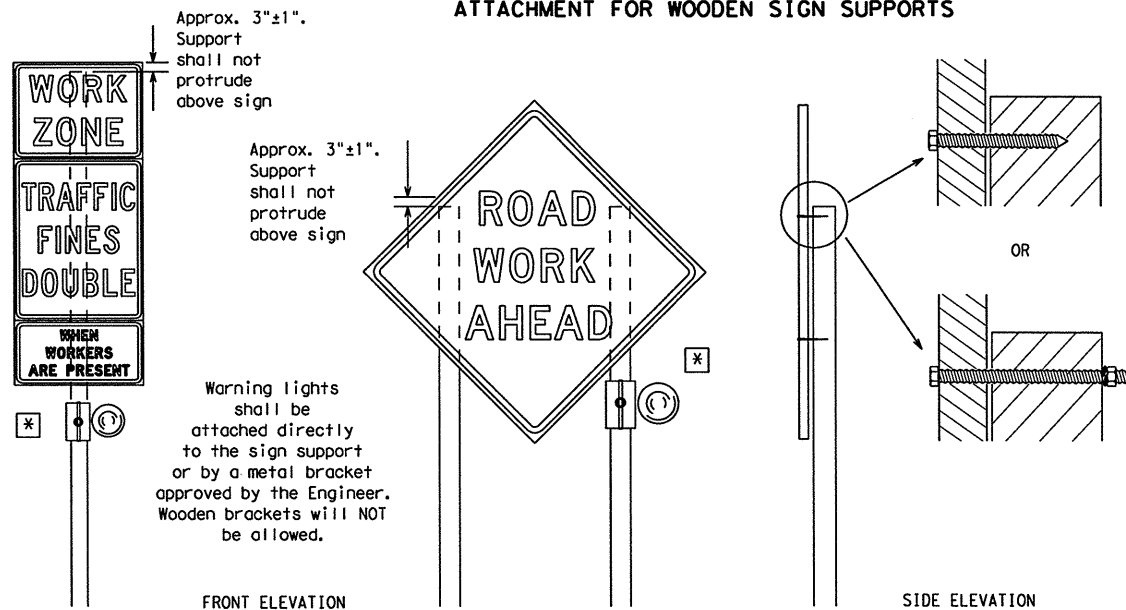 ATTACHMENT FOR WOODEN SIGN SUPPORTS
Approx. 3"±1".
Support
shall not
protrude
above sign
WORK
ZONE
TRAFFIC
FINES
DOUBLE
WHEN
WORKERS
ARE PRESENT
*
Approx. 3"±1".
Support
shall not
protrude
above sign
ROAD
WORK
AHEAD
*
Warning lights
shall be
attached directly
to the sign support
or by a metal bracket
approved by the Engineer.
Wooden brackets will NOT
be allowed.
OR
FRONT ELEVATION
SIDE ELEVATION